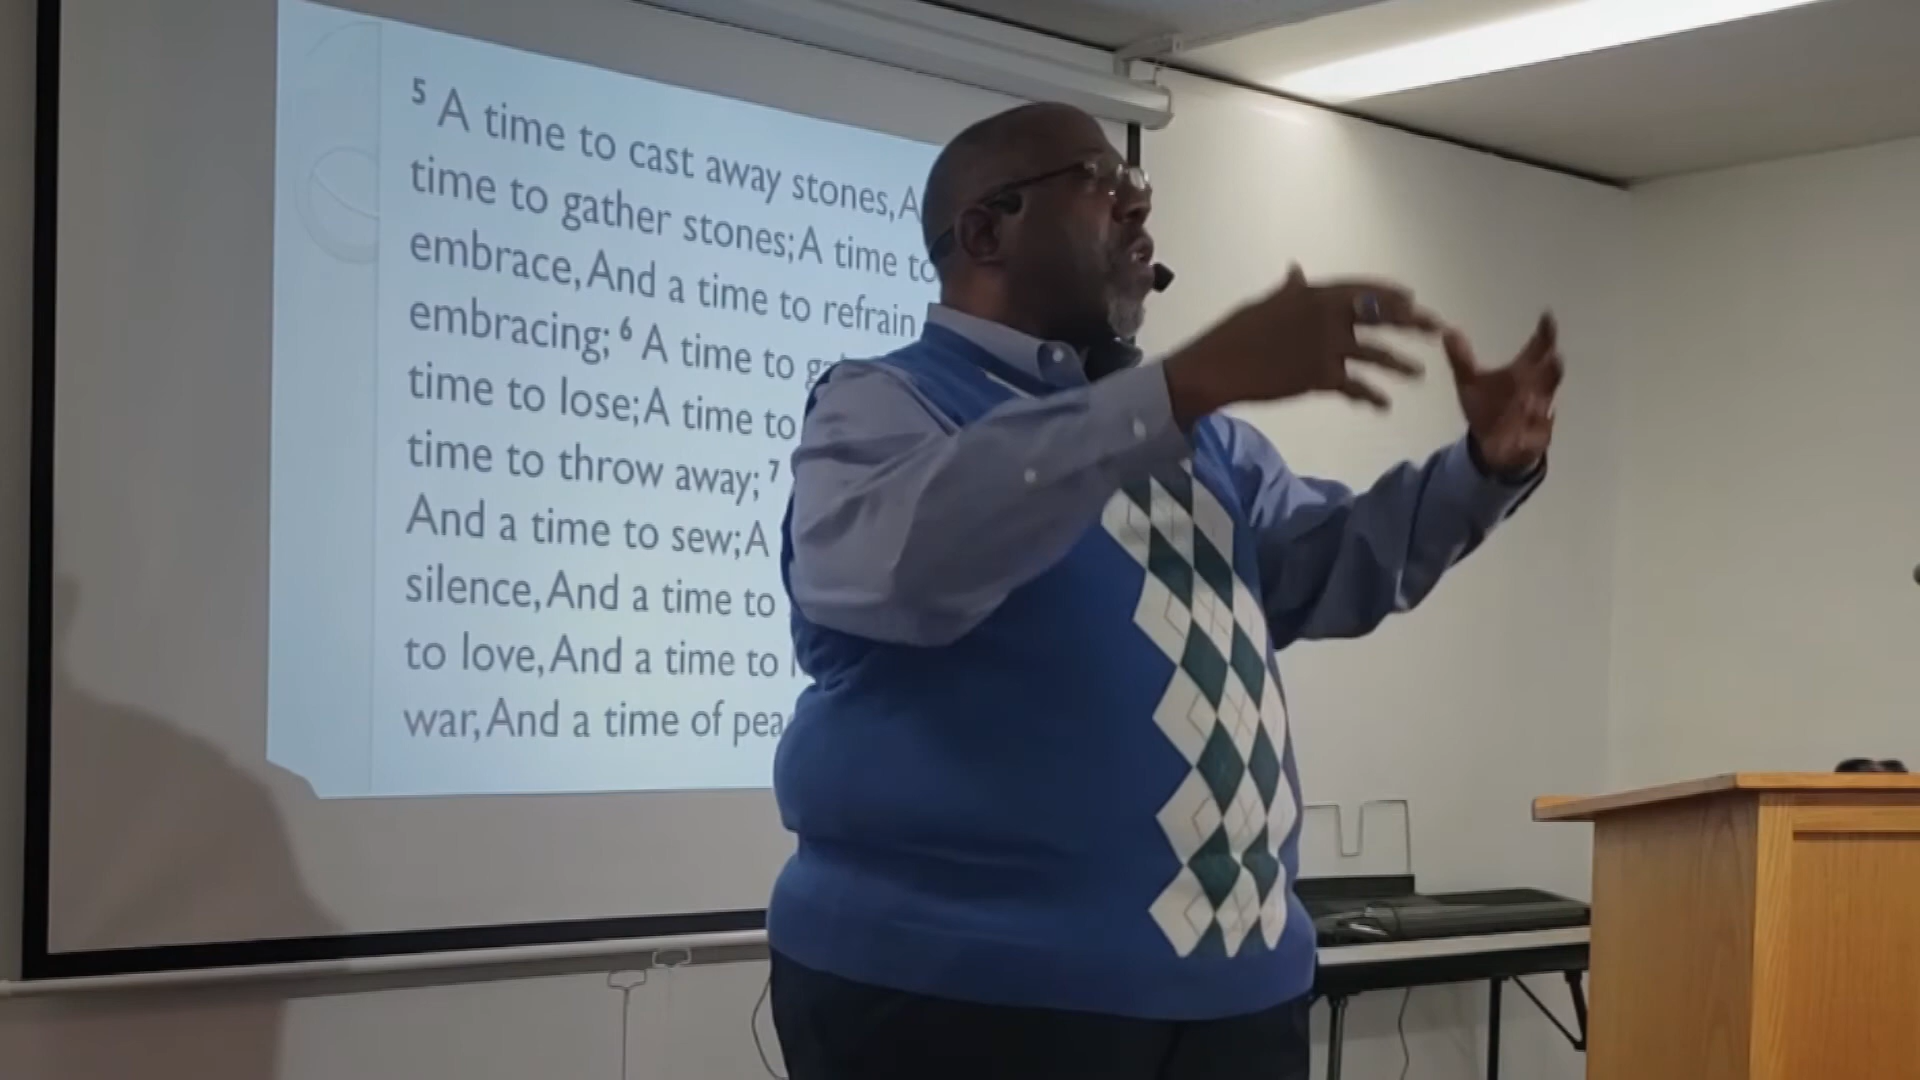 5 A time to cast away stones, A
time to gather stones; A time to
embrace, And a time to refrain
embracing; 6 A time to
time to lose; A time to
time to throw away; 7
And a time to sew; A
silence, And a time to
to love, And a time to
war, And a time of